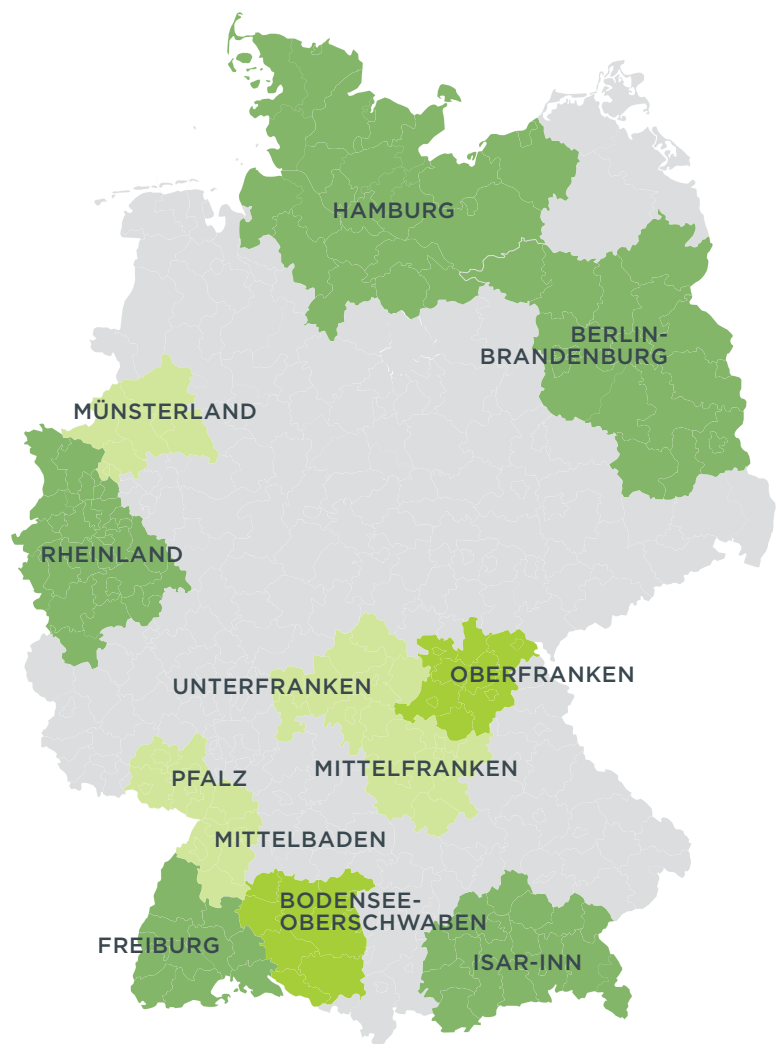 HAMBURG
BERLIN-
BRANDENBURG
MÜNSTERLAND
RHEINLAND
OBERFRANKEN
UNTERFRANKEN
MITTELFRANKEN
PFALZ
MITTELBADEN
BODENSEE-
OBERSCHWABEN
FREIBURG
ISAR-INN